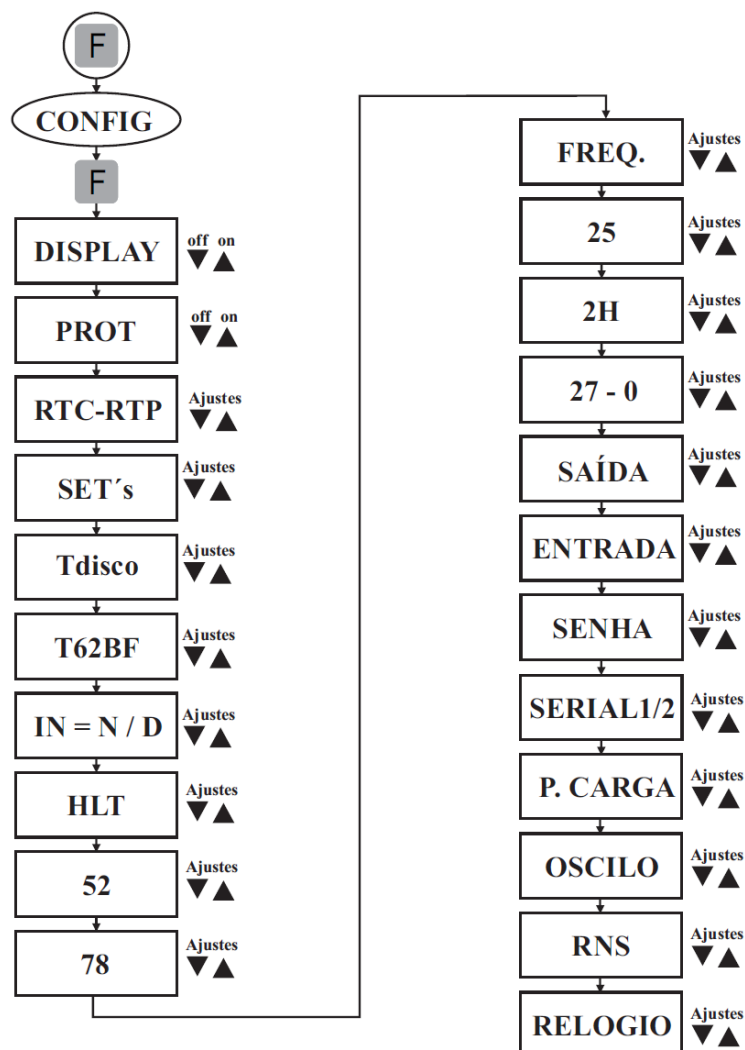 F
CONFIG
F
DISPLAY
off on
PROT
off on
RTC-RTP
Ajustes
SET´s
Ajustes
Tdisco
Ajustes
T62BF
Ajustes
IN = N / D
Ajustes
HLT
Ajustes
52
Ajustes
78
Ajustes
FREQ.
Ajustes
25
Ajustes
2H
Ajustes
27 - 0
Ajustes
SAÍDA
Ajustes
ENTRADA
Ajustes
SENHA
Ajustes
SERIAL1/2
Ajustes
P. CARGA
Ajustes
OSCILO
Ajustes
RNS
Ajustes
RELOGIO
Ajustes